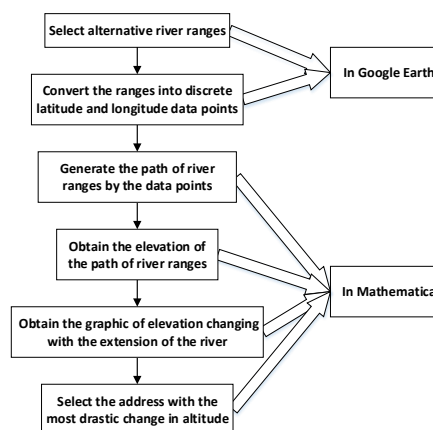 Select alternative river ranges
In Google Earth
Convert the ranges into discrete
latitude and longitude data points
Generate the path of river
ranges by the data points
Obtain the elevation of
the path of river ranges
In Mathematica
Obtain the graphic of elevation changing
with the extension of the river
Select the address with the
most drastic change in altitude